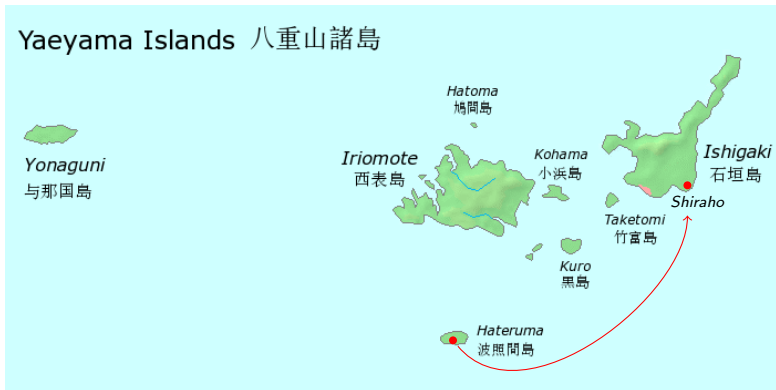 Yaeyama Islands 八重山諸島
Hatoma
鳩間島
Yonaguni
与那国島
Iriomote
西表島
Kohama
小浜島
Ishigaki
石垣島
Shiraho
Taketomi
竹富島
Kuro
黒島
Hateruma
波照間島